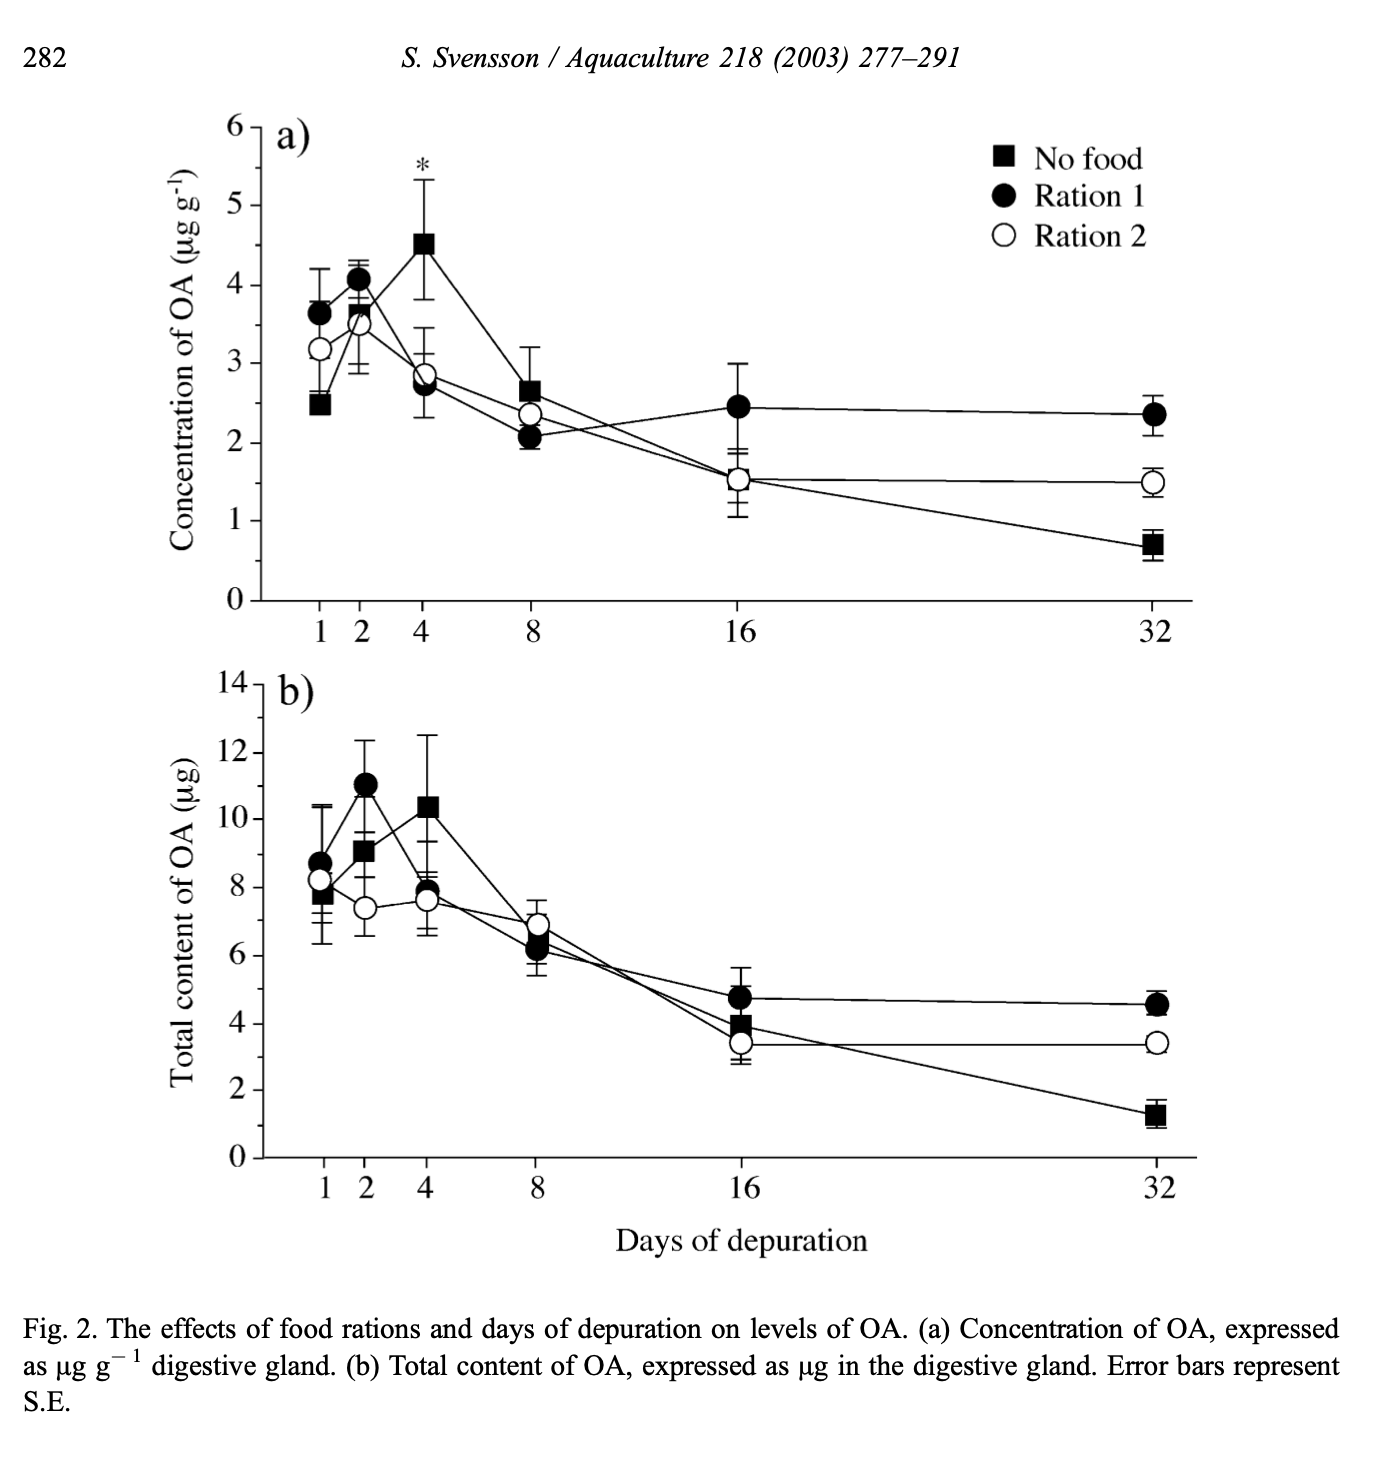 282
S. Svensson / Aquaculture 218 (2003) 277–291
a)
6
5
4
3
2
1
0
*
Concentration of OA (µg g-1)
No food
Ration 1
Ration 2
1 2 4 8 16 32
b)
14
12
10
8
6
4
2
0
Total content of OA (µg)
1 2 4 8 16 32
Days of depuration
Fig. 2. The effects of food rations and days of depuration on levels of OA. (a) Concentration of OA, expressed
as µg g− 1 digestive gland. (b) Total content of OA, expressed as µg in the digestive gland. Error bars represent
S.E.